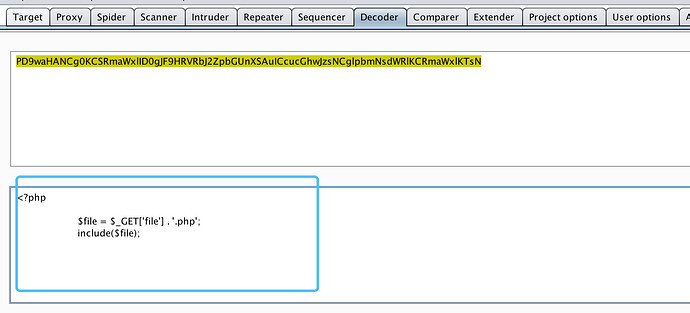 Target Proxy Spider Scanner Intruder Repeater Sequencer Decoder Comparer Extender Project options User options
PD9waHANCg0KCSRmaWxlID0gJF9HRVRbJ2ZpbGUnXSAuICcucGhwJzsNCglpbmNsdWRlKCRmaWxlKTsN
<?php
$file = $_GET['file'] . '.php';
include($file);